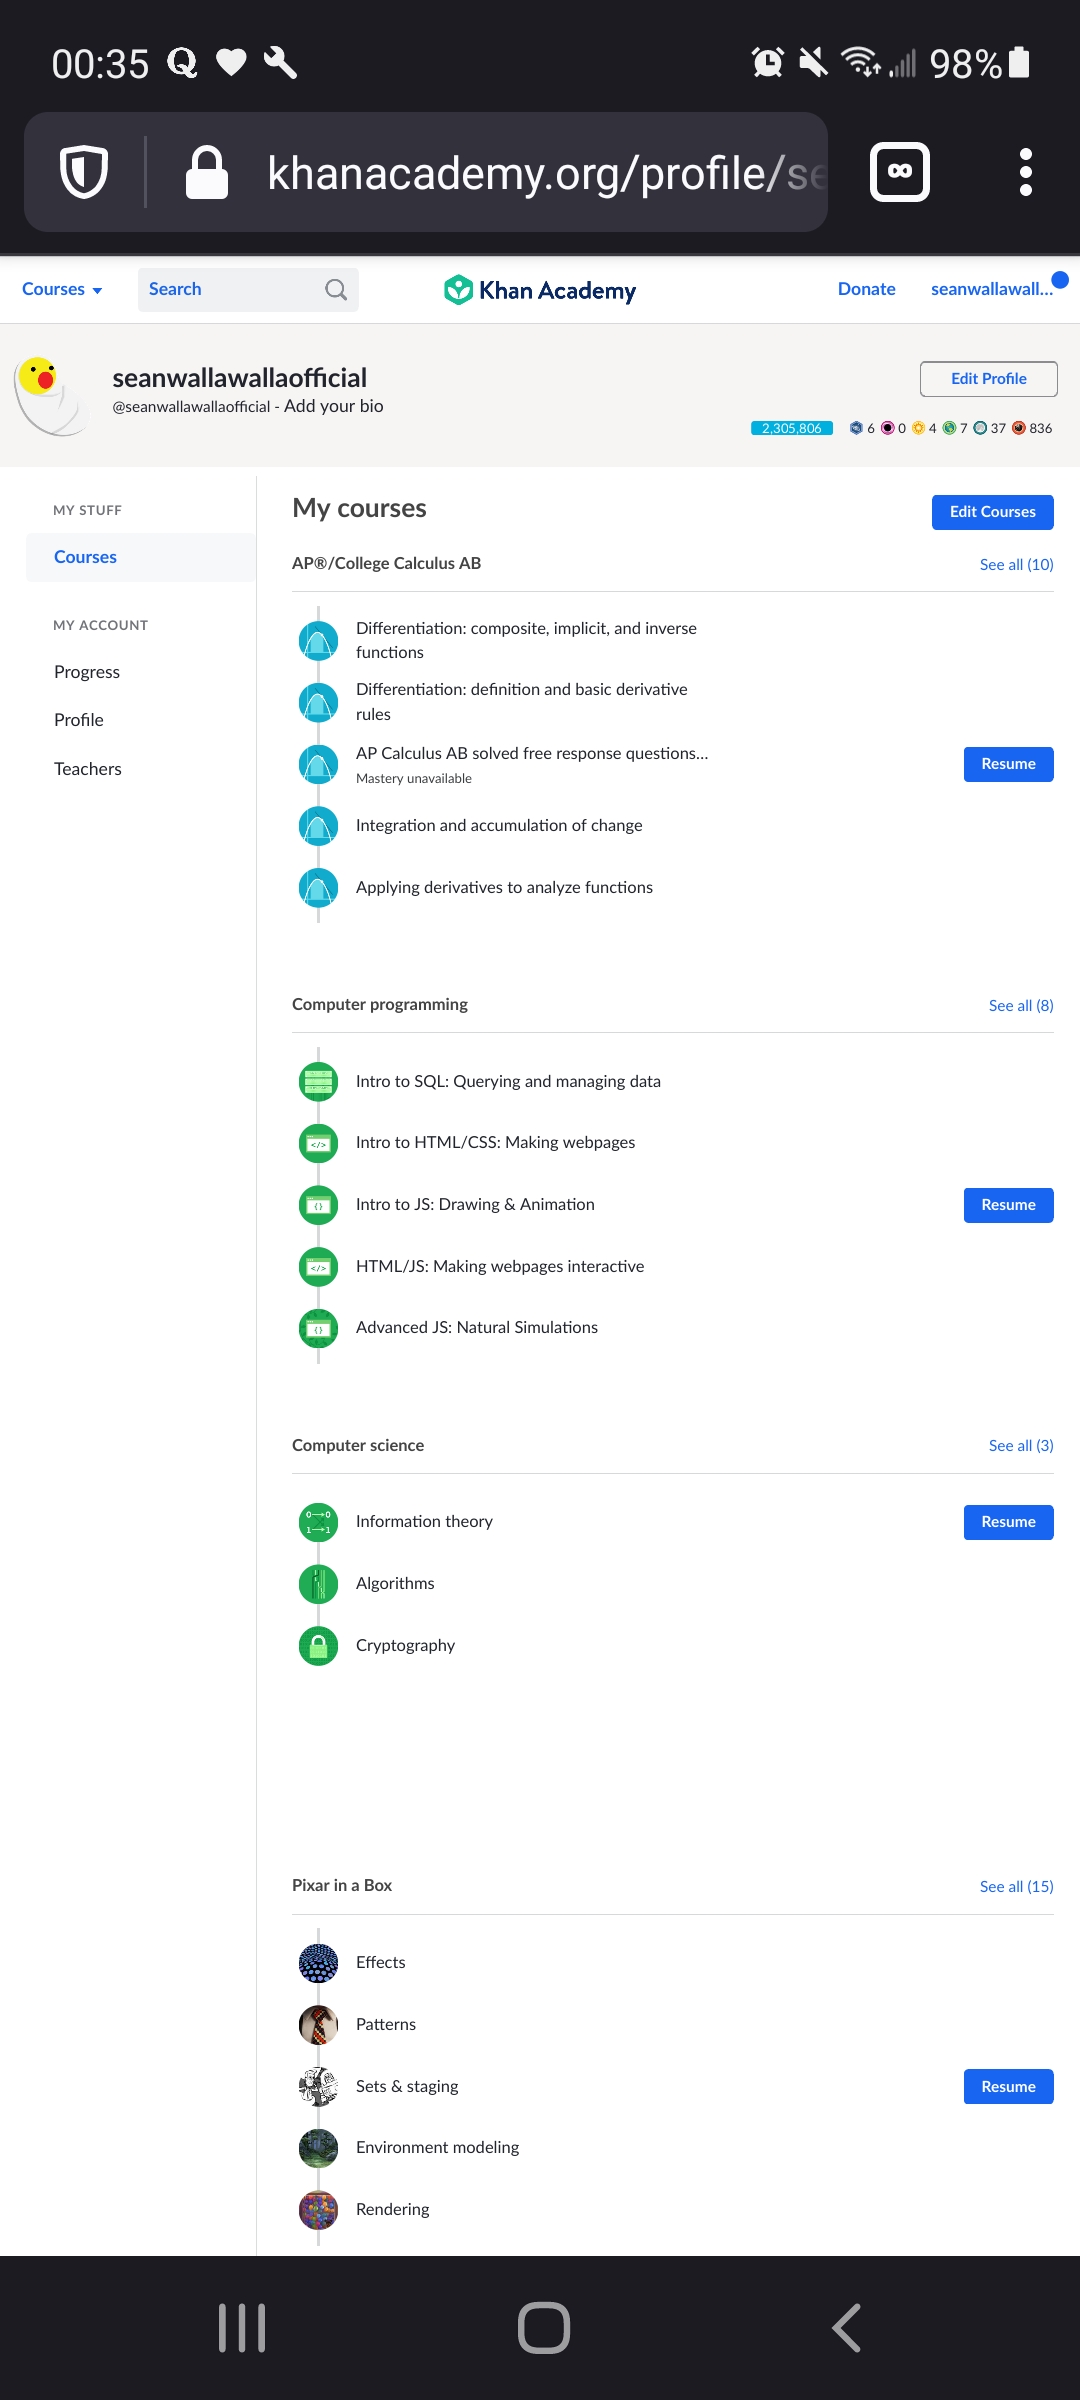 00:35
98%
khanacademy.org/profile/se
Courses
Search
Khan Academy
Donate
seanwallawall...
seanwallawallaofficial
@seanwallawallaofficial - Add your bio
Edit Profile
2,305,806 6 0 4 7 37 836
MY STUFF
Courses
MY ACCOUNT
Progress
Profile
Teachers
My courses
Edit Courses
AP®/College Calculus AB
See all (10)
Differentiation: composite, implicit, and inverse
functions
Differentiation: definition and basic derivative
rules
AP Calculus AB solved free response questions...
Mastery unavailable
Resume
Integration and accumulation of change
Applying derivatives to analyze functions
Computer programming
See all (8)
Intro to SQL: Querying and managing data
Intro to HTML/CSS: Making webpages
Intro to JS: Drawing & Animation
Resume
HTML/JS: Making webpages interactive
Advanced JS: Natural Simulations
Computer science
See all (3)
Information theory
Resume
Algorithms
Cryptography
Pixar in a Box
See all (15)
Effects
Patterns
Sets & staging
Resume
Environment modeling
Rendering